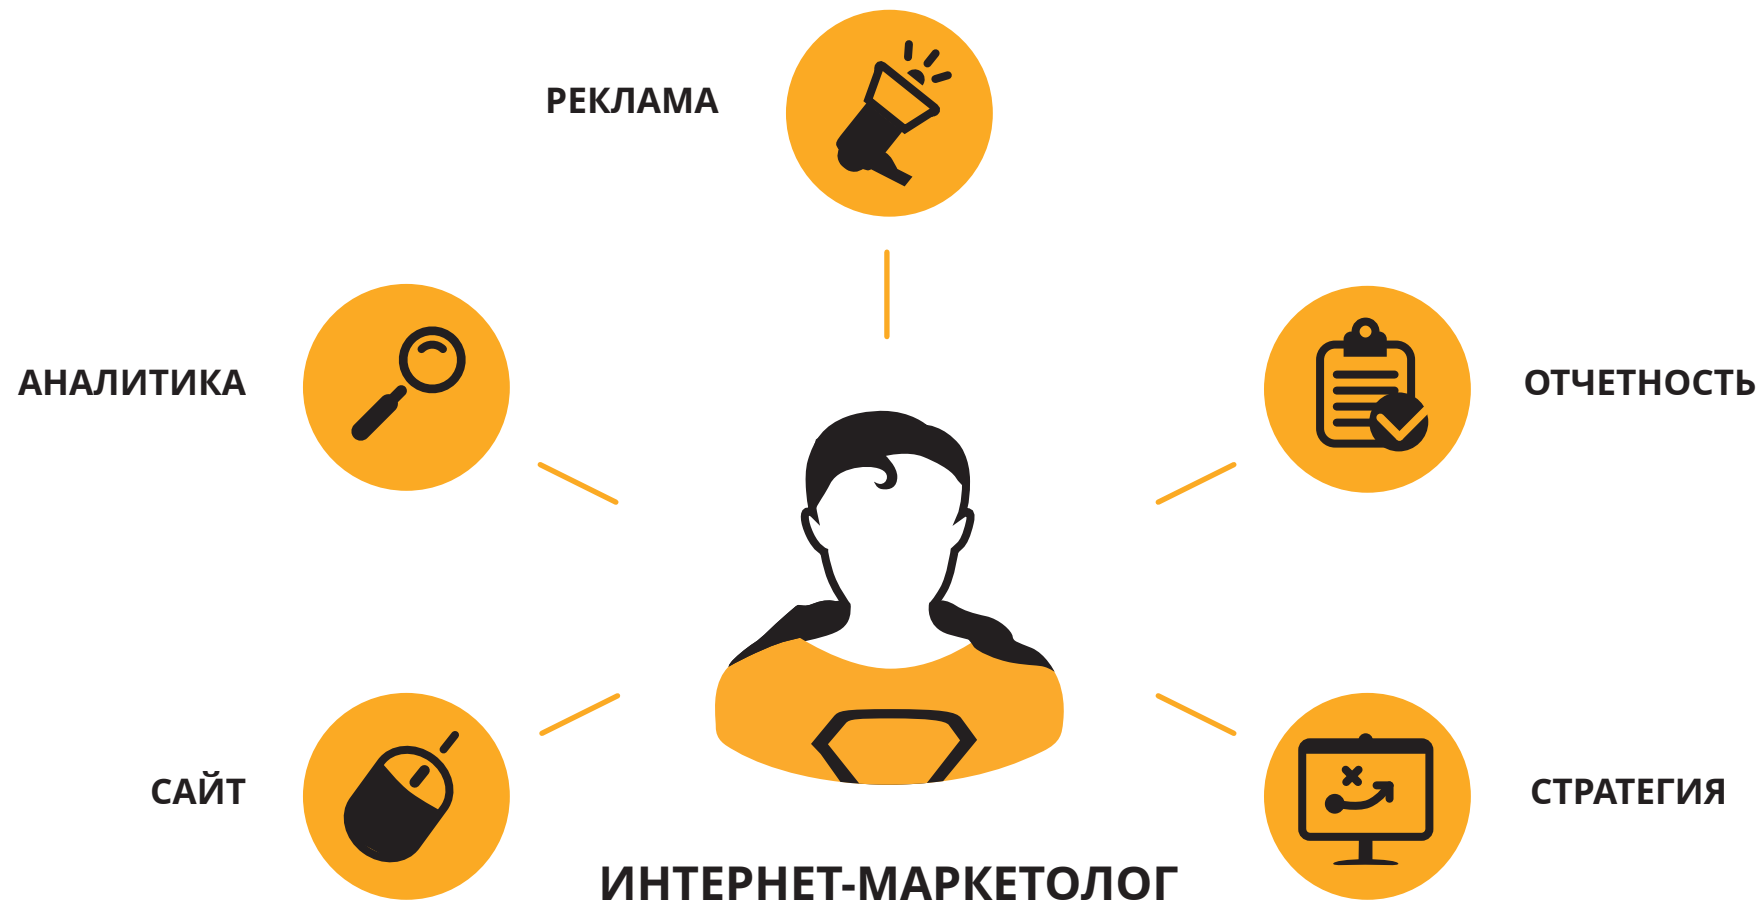 РЕКЛАМА
АНАЛИТИКА
ОТЧЕТНОСТЬ
САЙТ
СТРАТЕГИЯ
ИНТЕРНЕТ-МАРКЕТОЛОГ